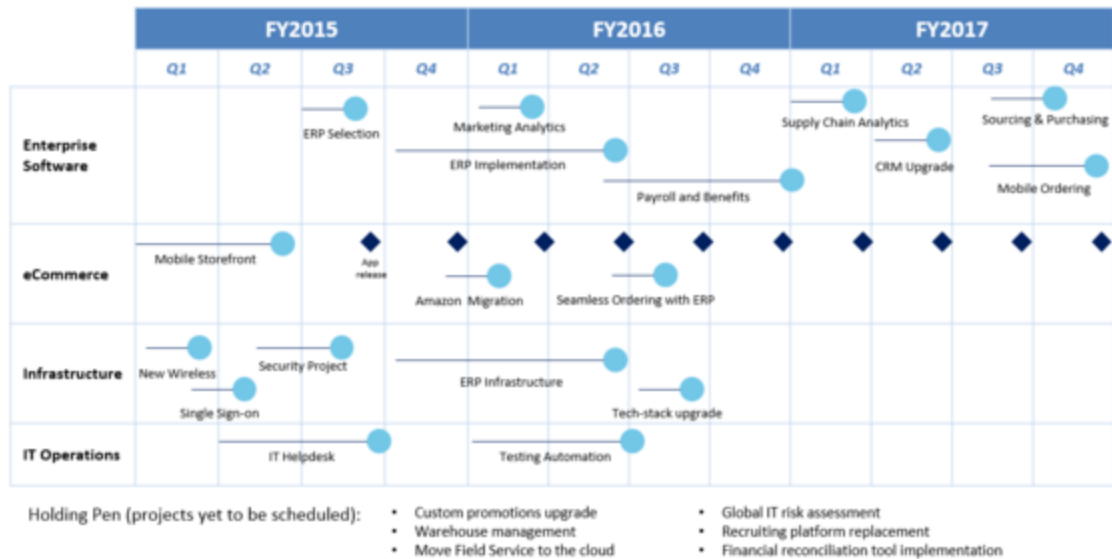 FY2015 FY2016 FY2017
Q1 Q2 Q3 Q4 Q1 Q2 Q3 Q4 Q1 Q2 Q3 Q4
Enterprise
Software
ERP Selection
Marketing Analytics
Supply Chain Analytics
Sourcing & Purchasing
ERP Implementation
CRM Upgrade
Payroll and Benefits
Mobile Ordering
eCommerce
Mobile Storefront
App
release
Amazon Migration
Seamless Ordering with ERP
Infrastructure
New Wireless
Security Project
ERP Infrastructure
Single Sign-on
Tech-stack upgrade
IT Operations
IT Helpdesk
Testing Automation
Holding Pen (projects yet to be scheduled):
• Custom promotions upgrade
• Warehouse management
• Move Field Service to the cloud
• Global IT risk assessment
• Recruiting platform replacement
• Financial reconciliation tool implementation